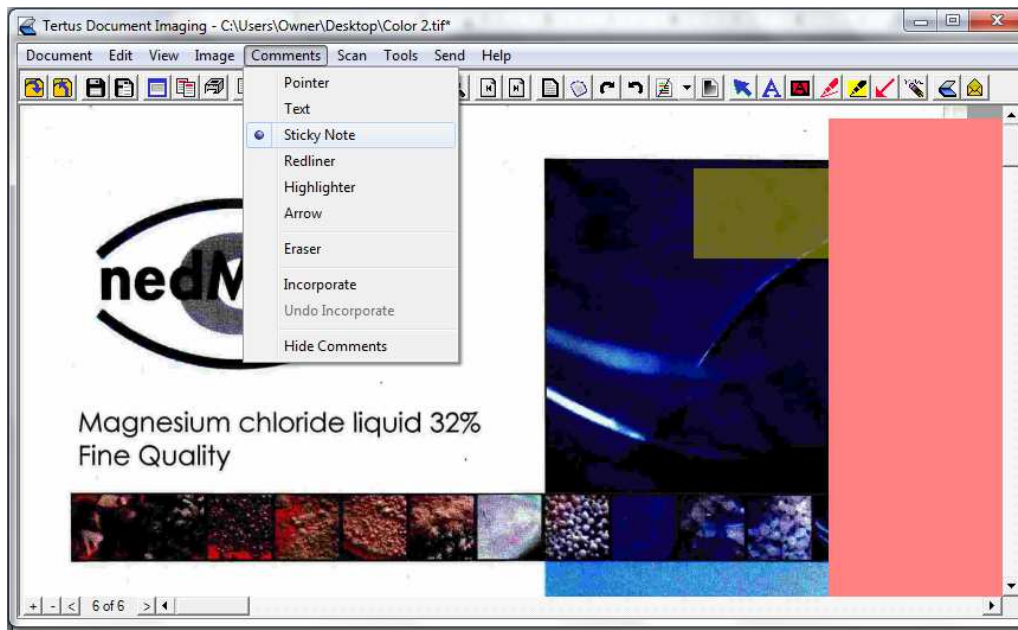 Tertus Document Imaging - C:\Users\Owner\Desktop\Color 2.tif*
Document Edit View Image Comments Scan Tools Send Help
Pointer
Text
Sticky Note
Redliner
Highlighter
Arrow
Eraser
Incorporate
Undo Incorporate
Hide Comments
nedM
Magnesium chloride liquid 32%
Fine Quality
+ - < 6 of 6 >